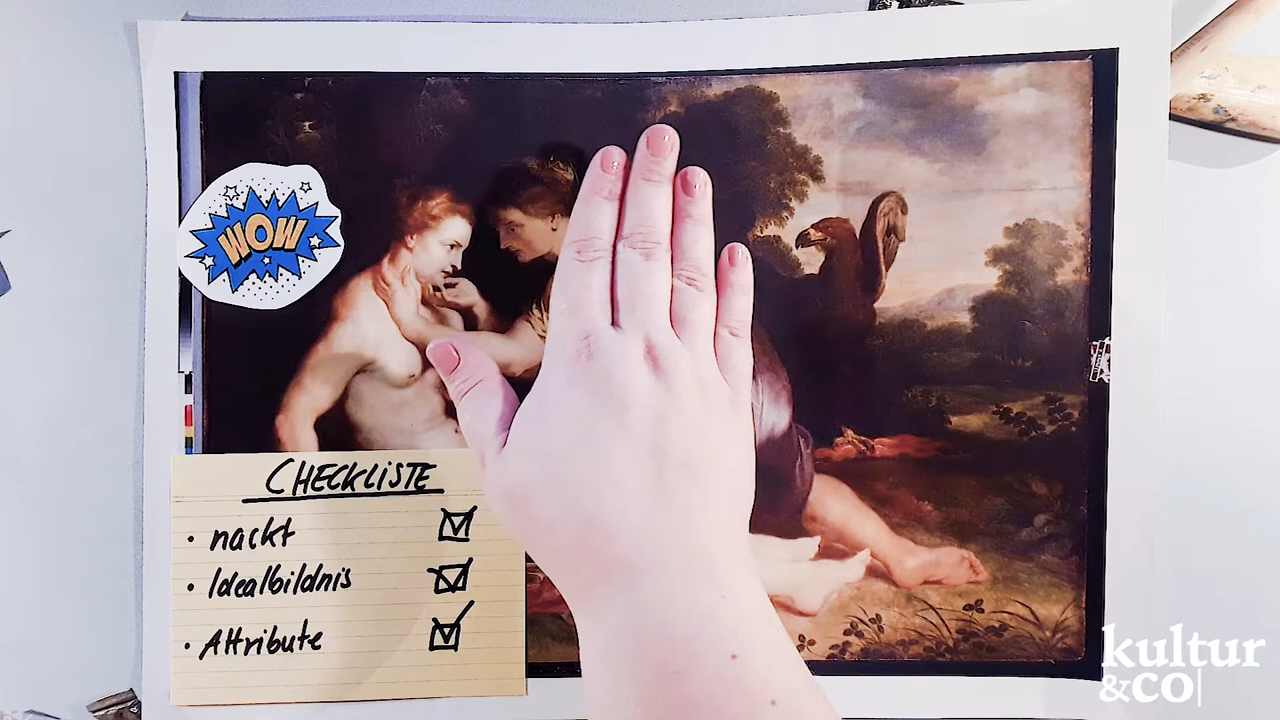 WOW
CHECKLISTE
• nackt
• Idealbildnis
• Attribute
kultur
&co|